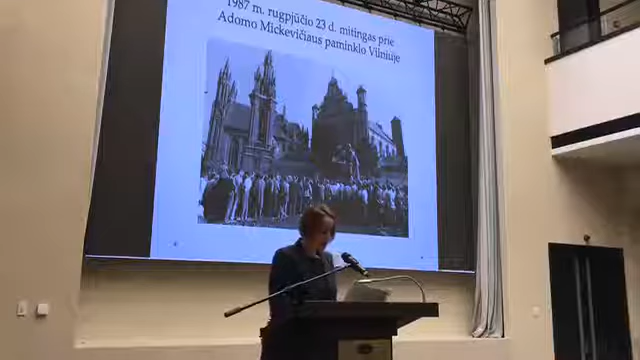 1987 m. rugpjūčio 23 d. mitingas prie
Adomo Mickevičiaus paminklo Vilniuje